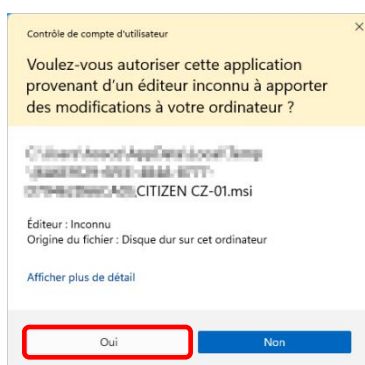 Contrôle de compte d'utilisateur
Voulez-vous autoriser cette application
provenant d'un éditeur inconnu à apporter
des modifications à votre ordinateur ?
CITIZEN CZ-01.msi
Éditeur : Inconnu
Origine du fichier : Disque dur sur cet ordinateur
Afficher plus de détail
Oui
Non